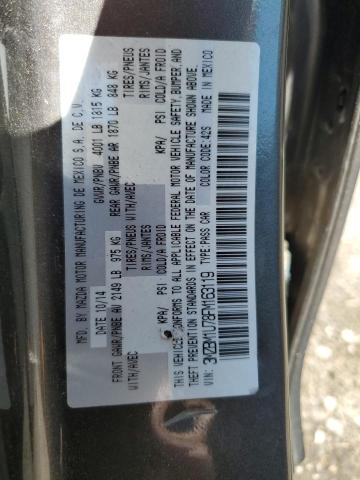 MFD. BY MAZDA MOTOR MANUFACTURING DE MEXICO S.A. DE C.V.
DATE: 10/14 GVWR/PNBV 4001 LB 1815 KG
FRONT GAWR/PNBE AV 2149 LB 975 KG REAR GAWR/PNBE AR 1870 LB 848 KG
WITH/AVEC TIRES/PNEUS WITH/AVEC TIRES/PNEUS
RIMS/JANTES RIMS/JANTES
KPA/ PSI COLD/A FROID KPA/ PSI COLD/A FROID
THIS VEHICLE CONFORMS TO ALL APPLICABLE FEDERAL MOTOR VEHICLE SAFETY, BUMPER, AND
THEFT PREVENTION STANDARDS IN EFFECT ON THE DATE OF MANUFACTURE SHOWN ABOVE.
3MZBM1U78FM163119 TYPE:PASS CAR COLOR CODE: 42S MADE IN MEXICO